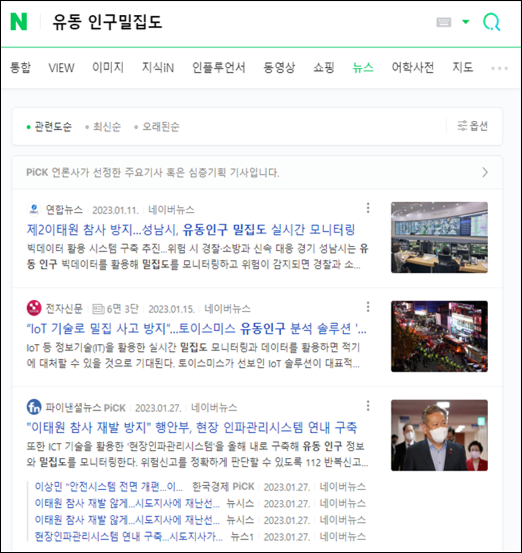 N 유동 인구밀집도
통합 VIEW 이미지 지식iN 인플루언서 동영상 쇼핑 뉴스 어학사전 지도
관련도순 최신순 오래된순 옵션
PiCK 언론사가 선정한 주요기사 혹은 심층기획 기사입니다.
연합뉴스 2023.01.11. 네이버뉴스
제2이태원 참사 방지...성남시, 유동인구 밀집도 실시간 모니터링
빅데이터 활용 시스템 구축 추진...위험 시 경찰·소방과 신속 대응 경기 성남시는 유
동 인구 빅데이터를 활용해 밀집도를 모니터링하고 위험이 감지되면 경찰과 소...
전자신문 6면 3단 2023.01.15. 네이버뉴스
"IoT 기술로 밀집 사고 방지"...토이스미스 유동인구 분석 솔루션 '...
IoT 등 정보기술(IT)을 활용한 실시간 밀집도 모니터링과 데이터를 활용하면 적기
에 대처할 수 있을 것으로 기대된다. 토이스미스가 선보인 IoT 솔루션이 대표적...
파이낸셜뉴스 PiCK 2023.01.27. 네이버뉴스
"이태원 참사 재발 방지" 행안부, 현장 인파관리시스템 연내 구축
또한 ICT 기술을 활용한 '현장인파관리시스템'을 올해 내로 구축해 유동 인구 정보
와 밀집도를 모니터링한다. 위험신고를 정확하게 판단할 수 있도록 112 반복신고...
이상민 "안전시스템 전면 개편...이... 한국경제 PiCK 2023.01.27. 네이버뉴스
이태원 참사 재발 않게...시도지사에 재난선... 뉴시스 2023.01.27. 네이버뉴스
이태원 참사 재발 않게...시도지사에 재난선... 뉴시스 2023.01.27. 네이버뉴스
현장인파관리시스템 연내 구축...시도지사가... 뉴스1 2023.01.27. 네이버뉴스